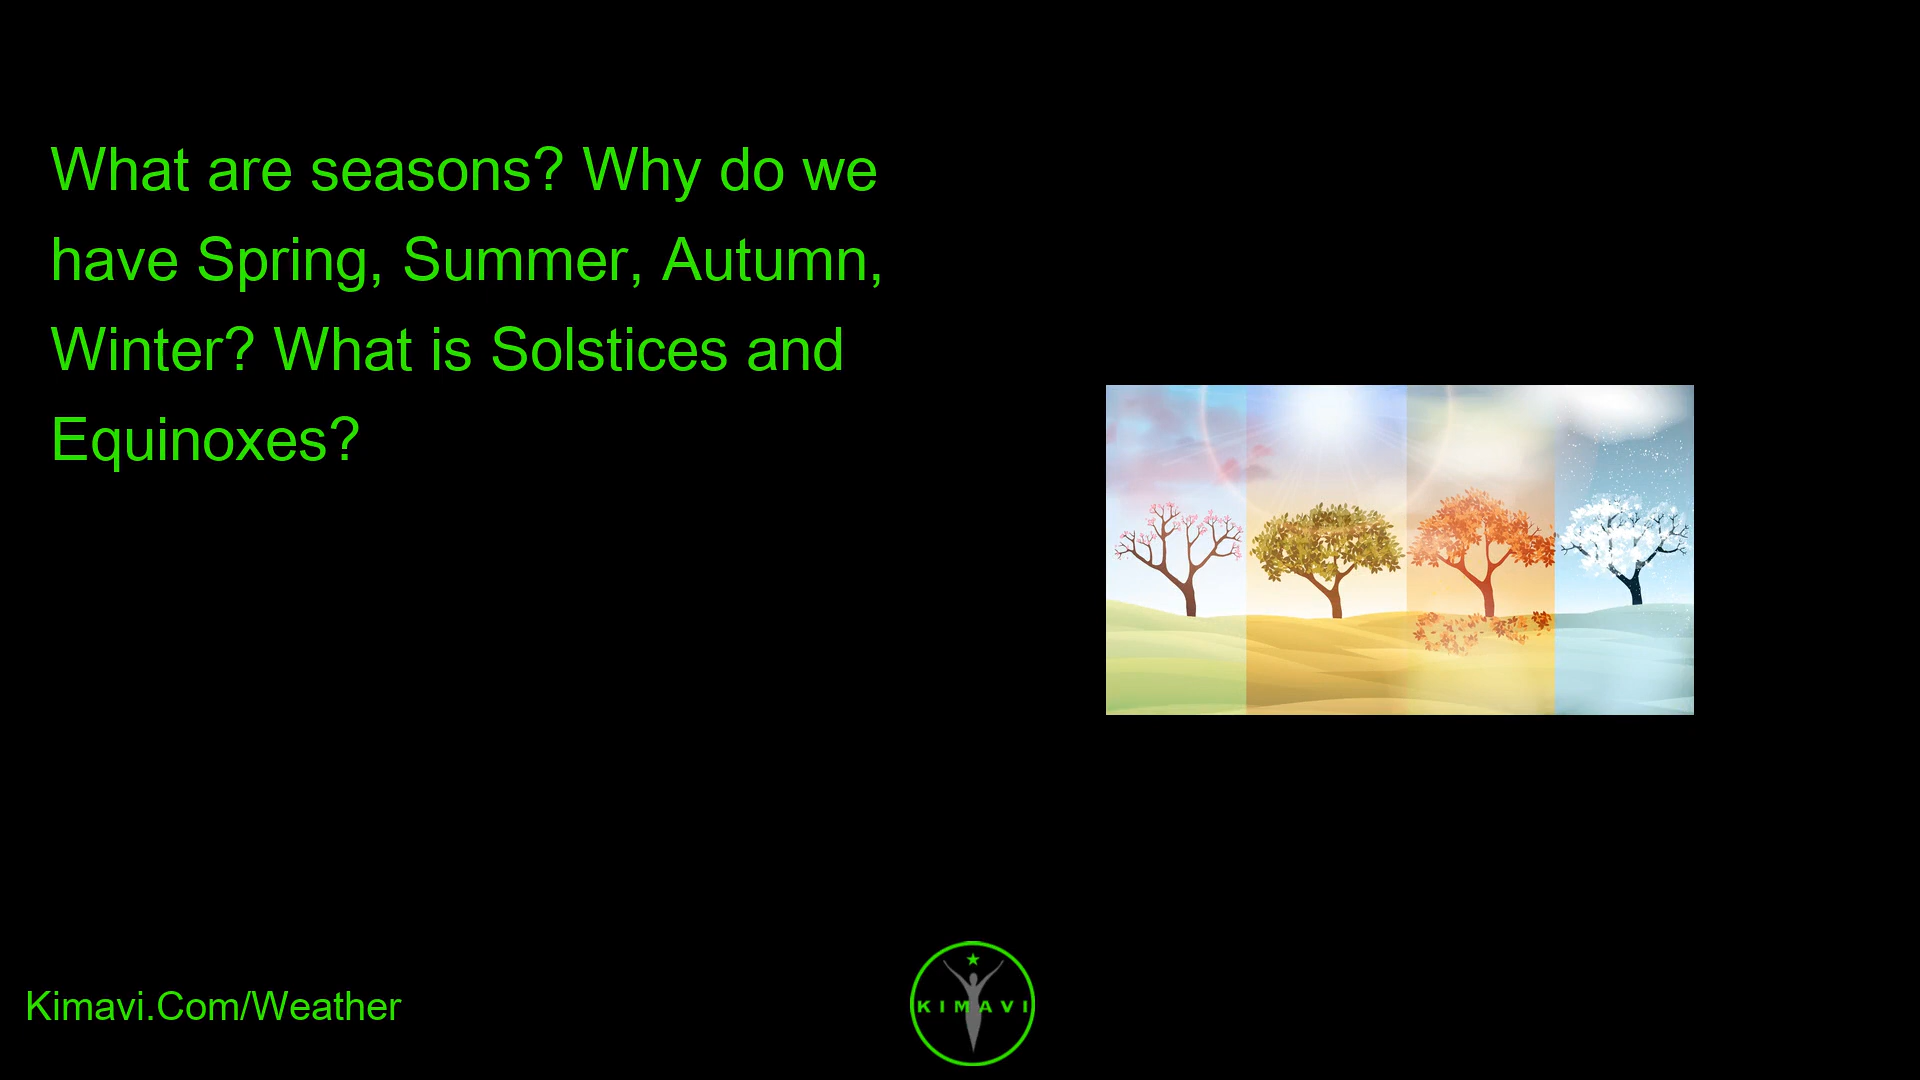 What are seasons? Why do we
have Spring, Summer, Autumn,
Winter? What is Solstices and
Equinoxes?
Kimavi.Com/Weather
KIMAVI